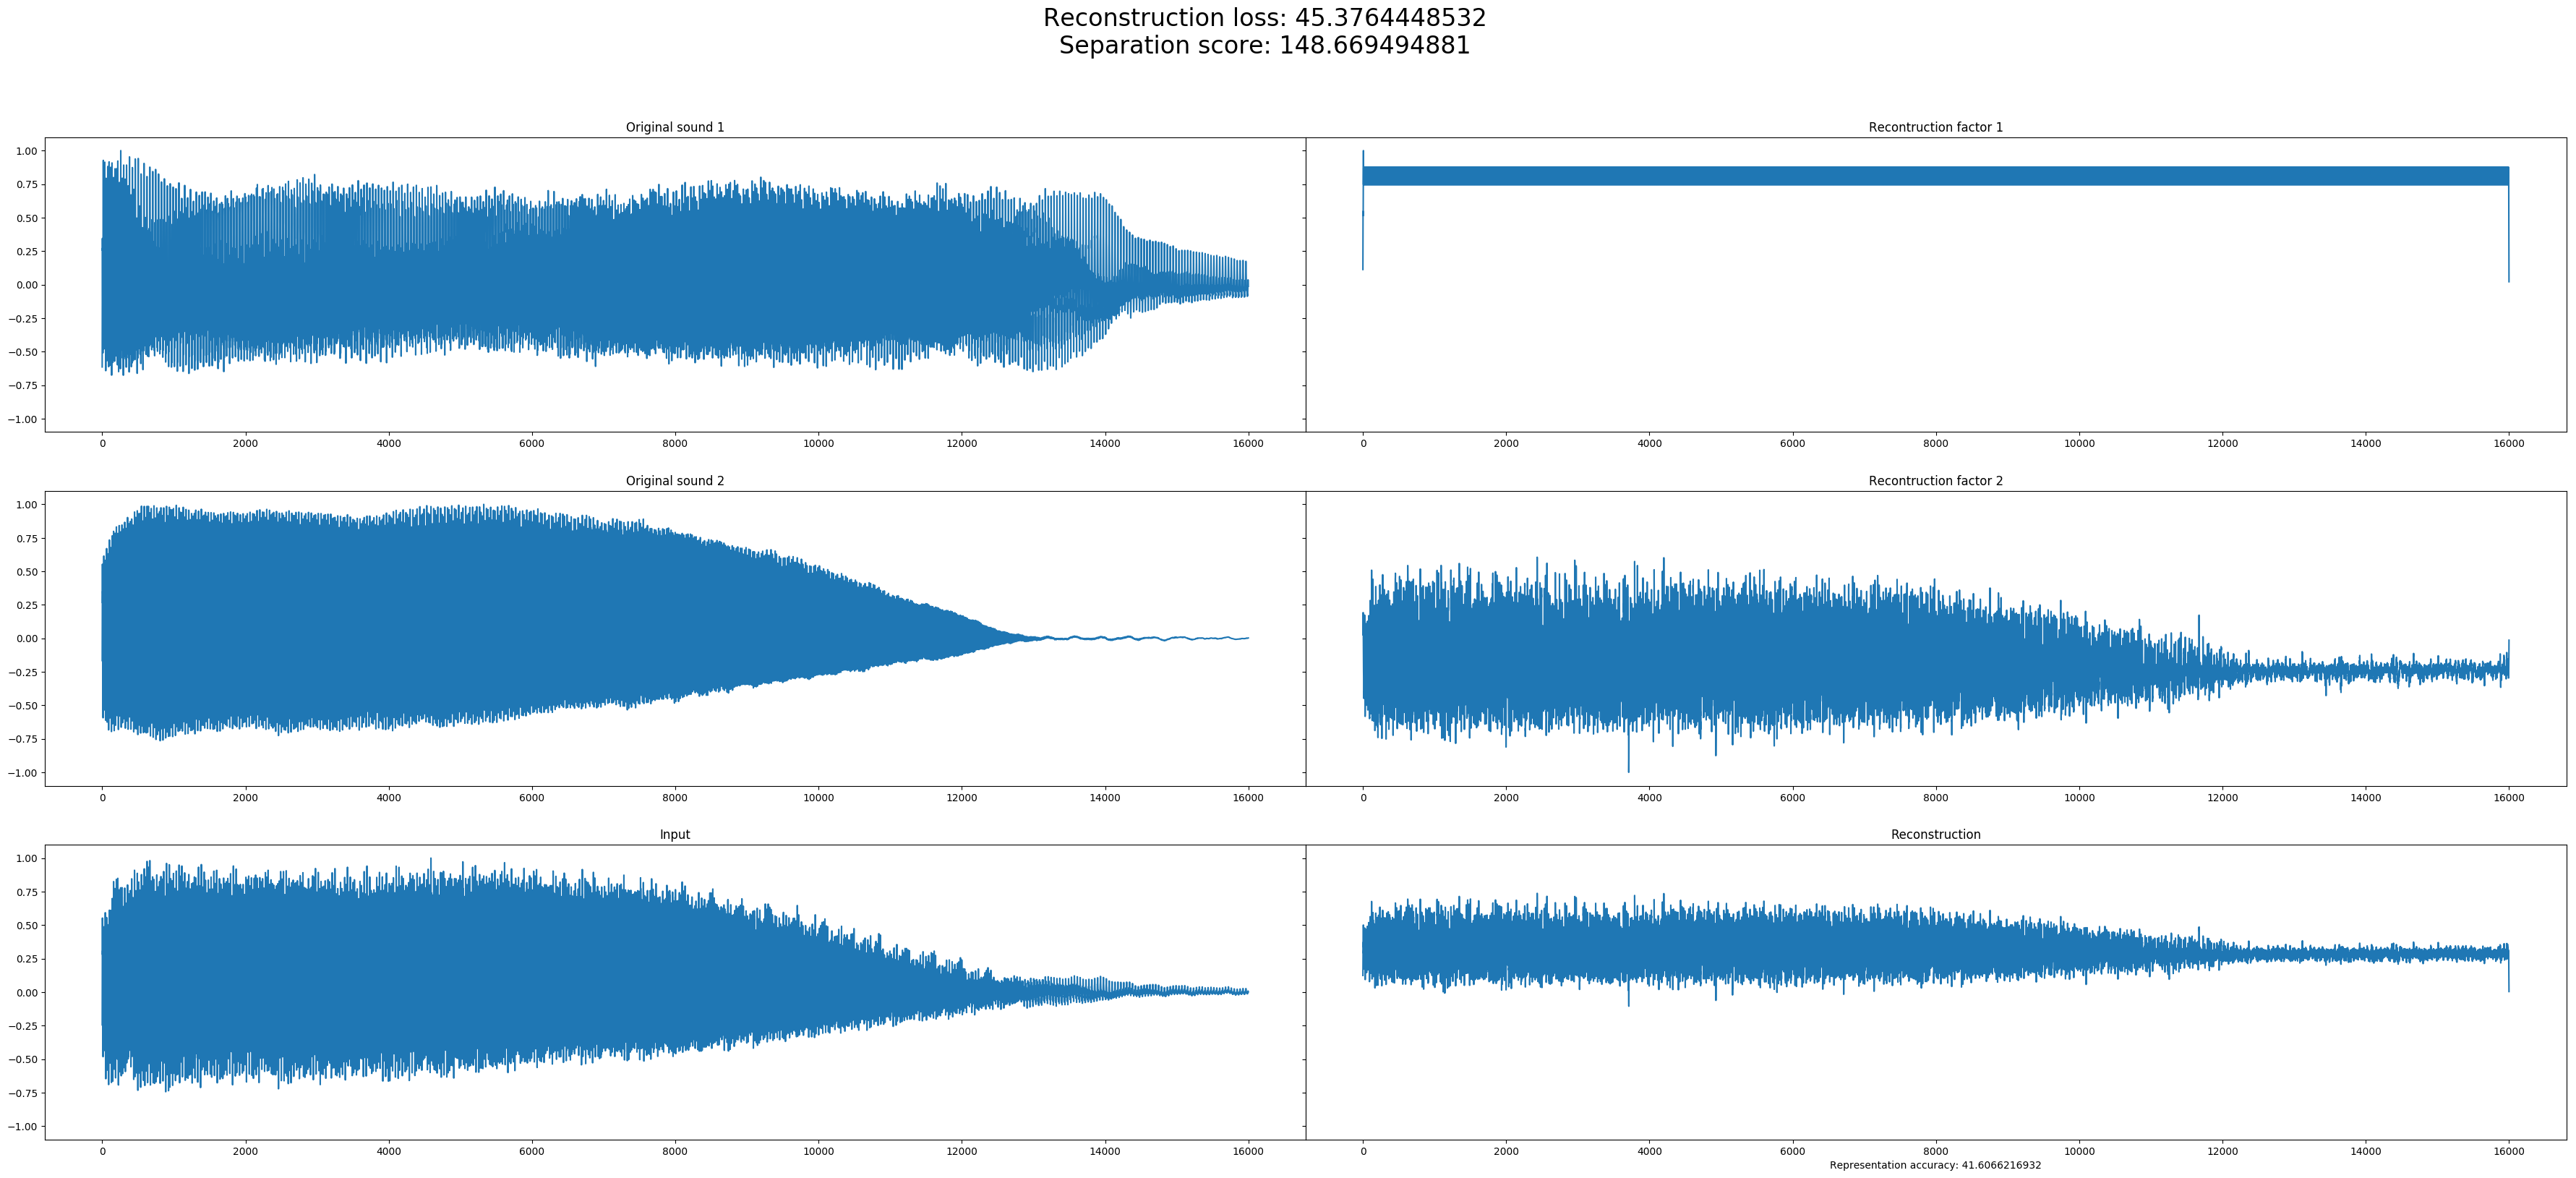 Reconstruction loss: 45.3764448532
Separation score: 148.669494881
Original sound 1
Recontruction factor 1
1.00
0.75
0.50
0.25
0.00
−0.25
−0.50
−0.75
−1.00
0 2000 4000 6000 8000 10000 12000 14000 16000
0 2000 4000 6000 8000 10000 12000 14000 16000
Original sound 2
Recontruction factor 2
1.00
0.75
0.50
0.25
0.00
−0.25
−0.50
−0.75
−1.00
0 2000 4000 6000 8000 10000 12000 14000 16000
0 2000 4000 6000 8000 10000 12000 14000 16000
Input
Reconstruction
1.00
0.75
0.50
0.25
0.00
−0.25
−0.50
−0.75
−1.00
0 2000 4000 6000 8000 10000 12000 14000 16000
0 2000 4000 6000 8000 10000 12000 14000 16000
Representation accuracy: 41.6066216932